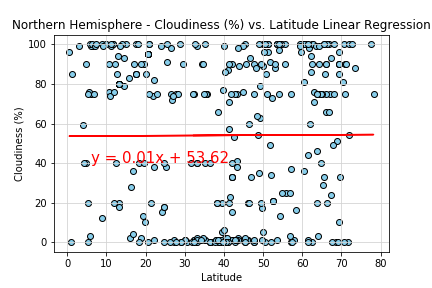 Northern Hemisphere - Cloudiness (%) vs. Latitude Linear Regression
100
80
60
40
20
0
Cloudiness (%)
y = 0.01x + 53.62
0 10 20 30 40 50 60 70 80
Latitude